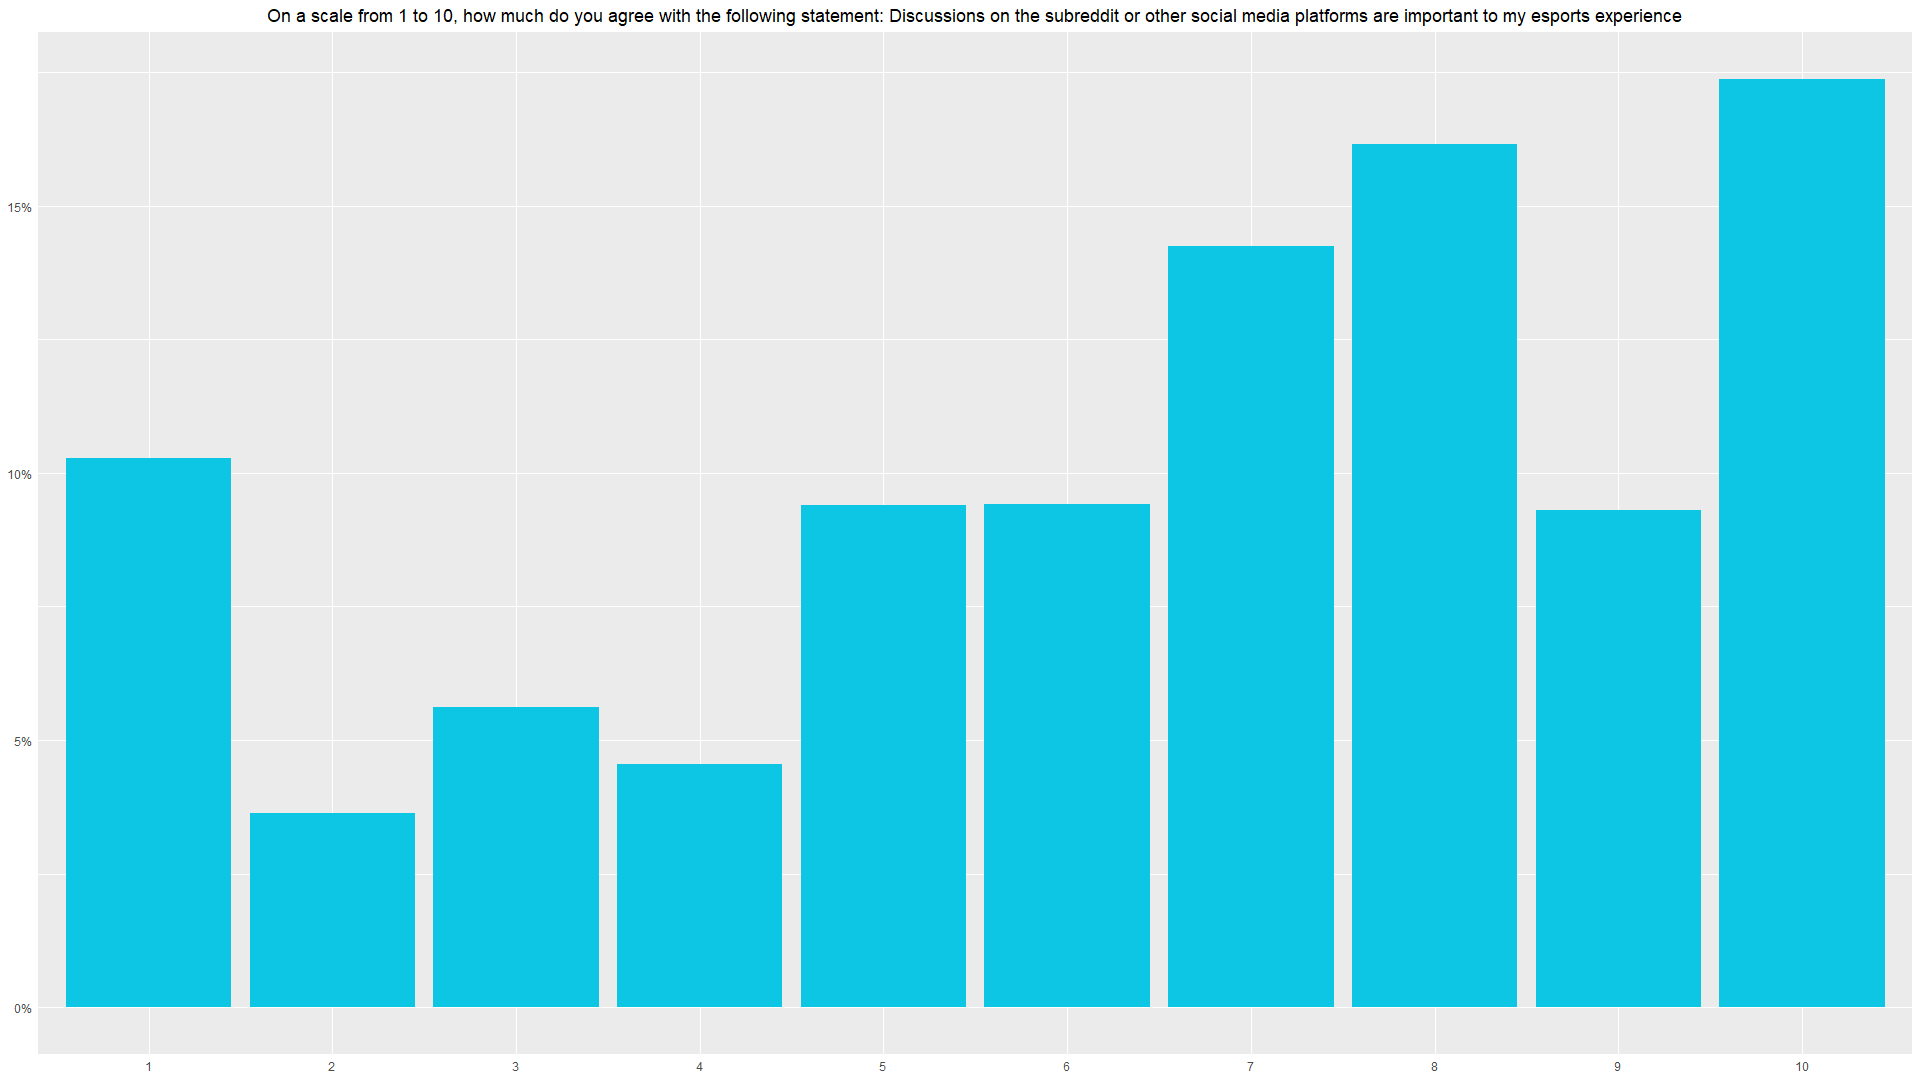 On a scale from 1 to 10, how much do you agree with the following statement: Discussions on the subreddit or other social media platforms are important to my esports experience
15%
10%
5%
0%
1 2 3 4 5 6 7 8 9 10